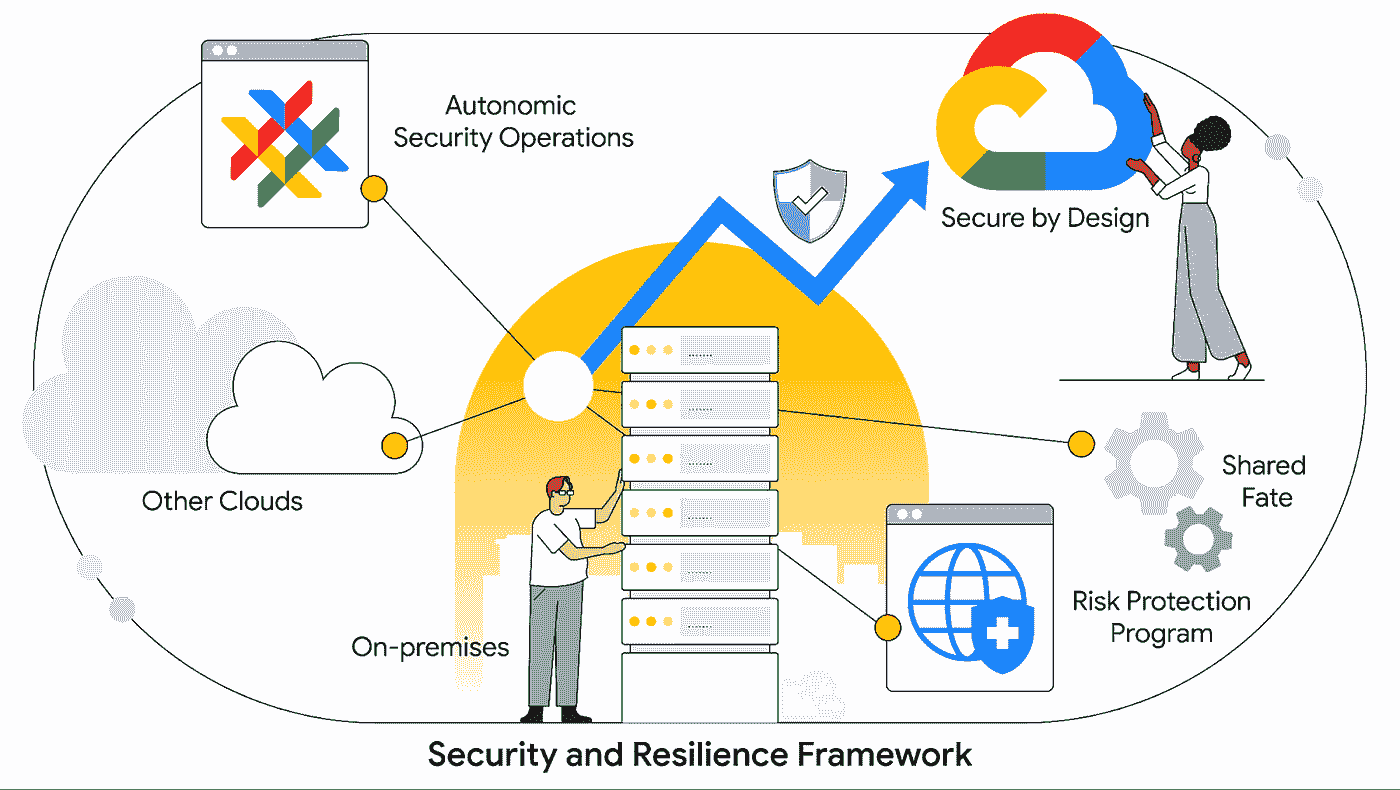 Autonomic
Security Operations
Secure by Design
Other Clouds
Shared
Fate
Risk Protection
Program
On-premises
Security and Resilience Framework